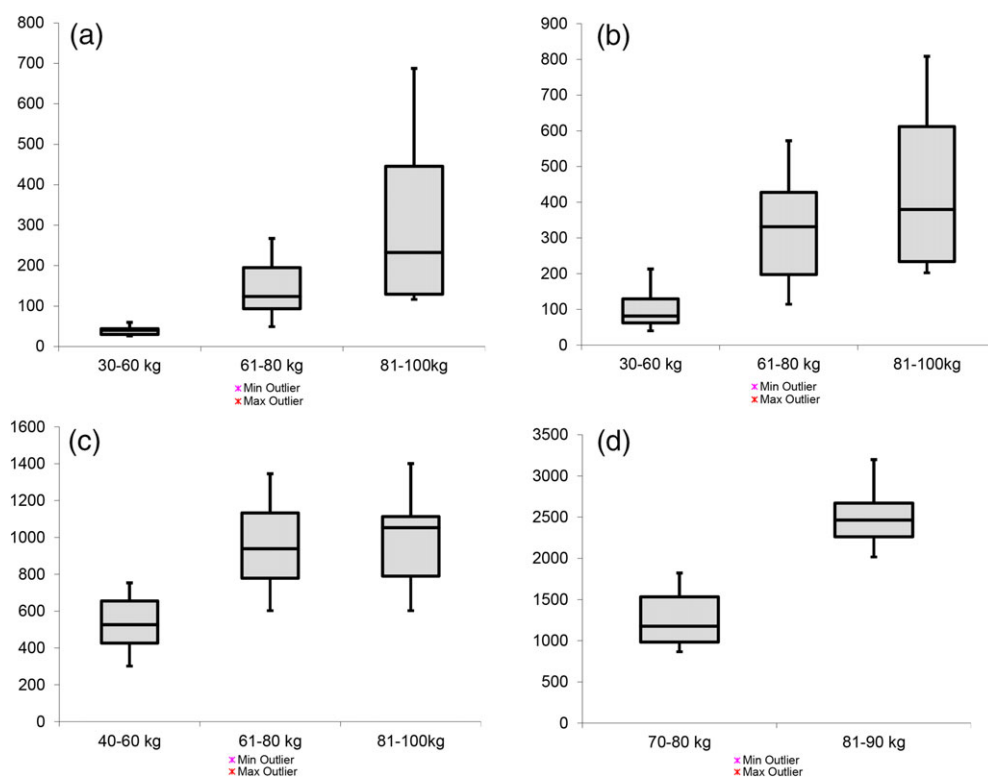 (a)
800
700
600
500
400
300
200
100
0
30-60 kg 61-80 kg 81-100kg
Min Outlier
Max Outlier
(b)
900
800
700
600
500
400
300
200
100
0
30-60 kg 61-80 kg 81-100kg
Min Outlier
Max Outlier
(c)
1600
1400
1200
1000
800
600
400
200
0
40-60 kg 61-80 kg 81-100kg
Min Outlier
Max Outlier
(d)
3500
3000
2500
2000
1500
1000
500
0
70-80 kg 81-90 kg
Min Outlier
Max Outlier